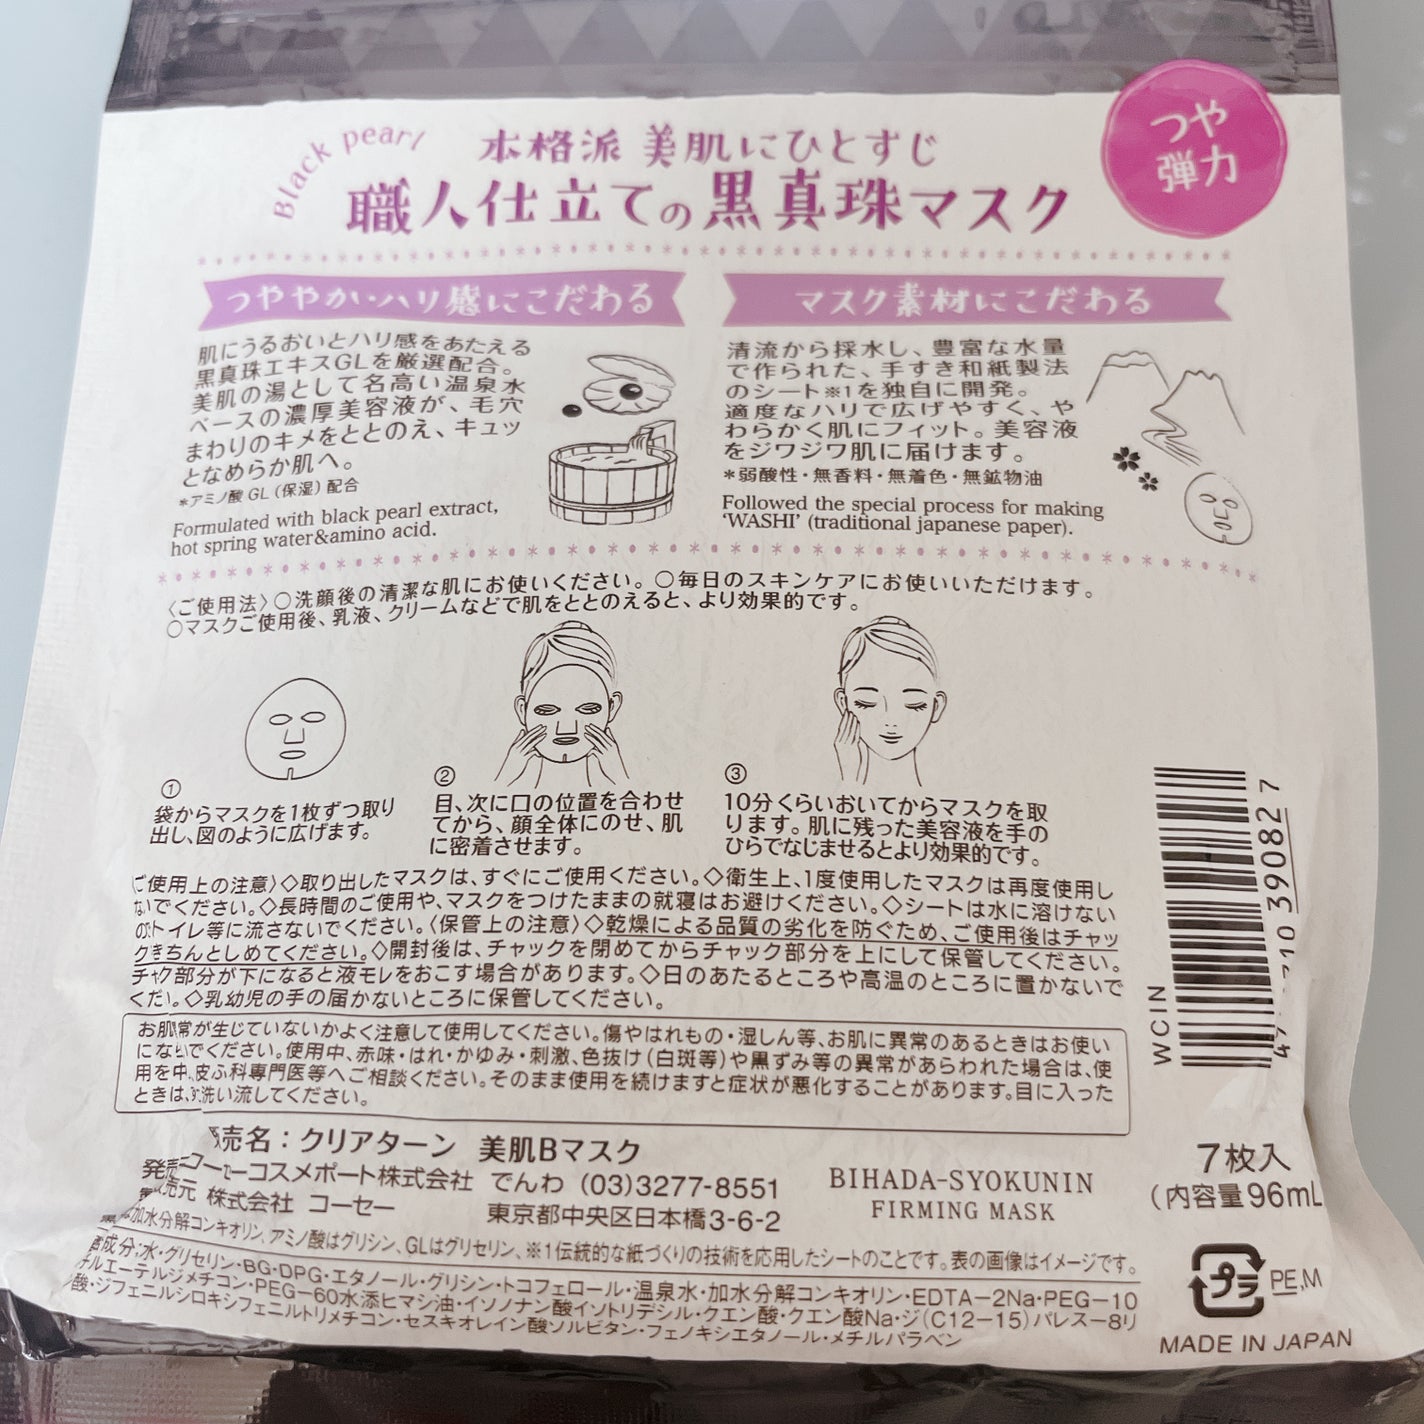 Black pearl
本格派 美肌にひとすじ
職人仕立ての黒真珠マスク
つや
弾力
つややかハリ感にこだわる
肌にうるおいとハリ感をあたえる
黒真珠エキスGLを厳選配合。
美肌の湯として名高い温泉水
ベースの濃厚美容液が、毛穴
まわりのキメをととのえ、キュッ
となめらか肌へ。
*アミノ酸 GL (保湿) 配合
Formulated with black pearl extract,
hot spring water&amino acid.
マスク素材にこだわる
清流から採水し、豊富な水量
で作られた、手すき和紙製法
のシート※1を独自に開発。
適度なハリで広げやすく、や
わらかく肌にフィット。美容液
をジワジワ肌に届けます。
*弱酸性・無香料・無着色・無鉱物油
Followed the special process for making
‘WASHI’ (traditional japanese paper).
〈ご使用法〉○洗顔後の清潔な肌にお使いください。○毎日のスキンケアにお使いいただけます。
○マスクご使用後、乳液、クリームなどで肌をととのえると、より効果的です。
①
袋からマスクを1枚ずつ取り
出し、図のように広げます。
②
目、次に口の位置を合わせ
てから、顔全体にのせ、肌
に密着させます。
③
10分くらいおいてからマスクを取
ります。肌に残った美容液を手の
ひらでなじませるとより効果的です。
ご使用上の注意〉◇取り出したマスクは、すぐにご使用ください。◇衛生上、1度使用したマスクは再度使用し
ないでください。◇長時間のご使用や、マスクをつけたままの就寝はお避けください。◇シートは水に溶けない
のでトイレ等に流さないでください。〈保管上の注意〉◇乾燥による品質の劣化を防ぐため、ご使用後はチャッ
クきちんとしめてください。◇開封後は、チャックを閉めてからチャック部分を上にして保管してください。
チャク部分が下になると液モレをおこす場合があります。◇日のあたるところや高温のところに置かないで
くだい。◇乳幼児の手の届かないところに保管してください。
お肌常が生じていないかよく注意して使用してください。傷やはれもの・湿しん等、お肌に異常のあるときはお使い
になでください。使用中、赤味・はれ・かゆみ・刺激、色抜け(白斑等)や黒ずみ等の異常があらわれた場合は、使
用を中、皮ふ科専門医等へご相談ください。そのまま使用を続けますと症状が悪化することがあります。目に入った
ときは、洗い流してください。
売名：クリアターン 美肌Bマスク
発売 コーセーコスメポート株式会社 でんわ (03)3277-8551
売元 株式会社 コーセー 東京都中央区日本橋3-6-2
BIHADA-SYOKUNIN
FIRMING MASK
加水分解コンキオリン、アミノ酸はグリシン、GLはグリセリン、※1伝統的な紙づくりの技術を応用したシートのことです。表の画像はイメージです。
成分：水・グリセリン・BG・DPG・エタノール・グリシン・トコフェロール・温泉水・加水分解コンキオリン・EDTA-2Na・PEG-10
チルエーテルジメチコン・PEG-60水添ヒマシ油・イソノナン酸イソトリデシル・クエン酸・クエン酸Na・ジ(C12-15)パレス-8リ
酸・ジフェニルシロキシフェニルトリメチコン・セスキオレイン酸ソルビタン・フェノキシエタノール・メチルパラベン
WCIN
39082 7
7枚入
(内容量96mL
プラ
PE,M
MADE IN JAPAN